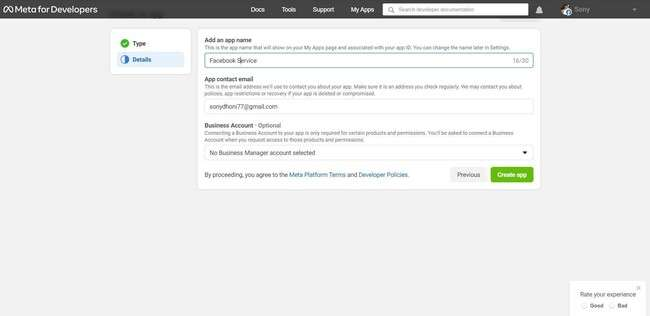 Meta for Developers
Docs
Tools
Support
My Apps
Search developer documentation
Sony
Type
Details
Add an app name
This is the app name that will show on your My Apps page and associated with your app ID. You can change the name later in Settings.
Facebook Service
16/30
App contact email
This is the email address we'll use to contact you about your app. Make sure it is an address you check regularly. We may contact you about
policies, app restrictions or recovery if your app is deleted or compromised.
sonydhoni77@gmail.com
Business Account · Optional
Connecting a Business Account to your app is only required for certain products and permissions. You'll be asked to connect a Business
Account when you request access to those products and permissions.
No Business Manager account selected
By proceeding, you agree to the Meta Platform Terms and Developer Policies.
Previous
Create app
Rate your experience
Good
Bad